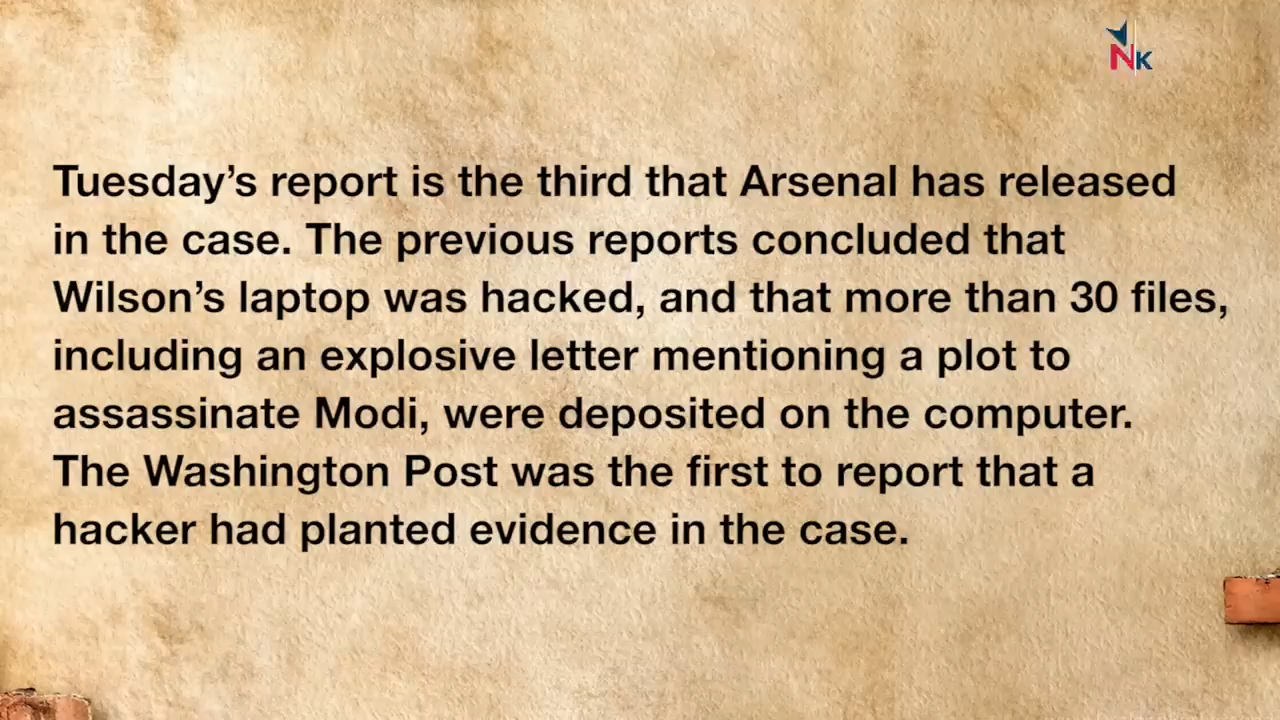 NK
Tuesday’s report is the third that Arsenal has released
in the case. The previous reports concluded that
Wilson’s laptop was hacked, and that more than 30 files,
including an explosive letter mentioning a plot to
assassinate Modi, were deposited on the computer.
The Washington Post was the first to report that a
hacker had planted evidence in the case.